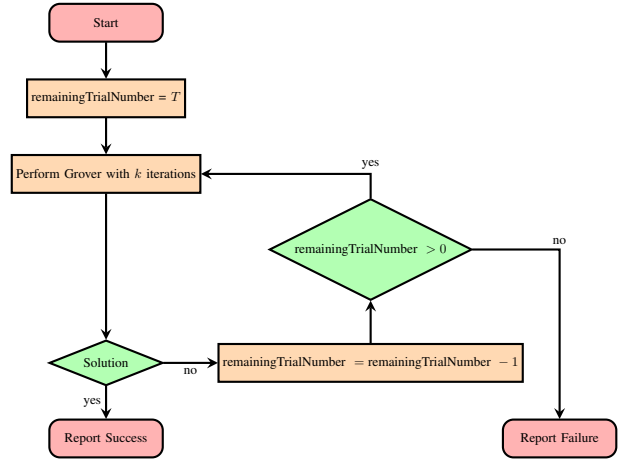 Start
remainingTrialNumber = T
Perform Grover with k iterations
yes
remainingTrialNumber > 0
no
Solution
no
remainingTrialNumber = remainingTrialNumber − 1
yes
Report Success
Report Failure